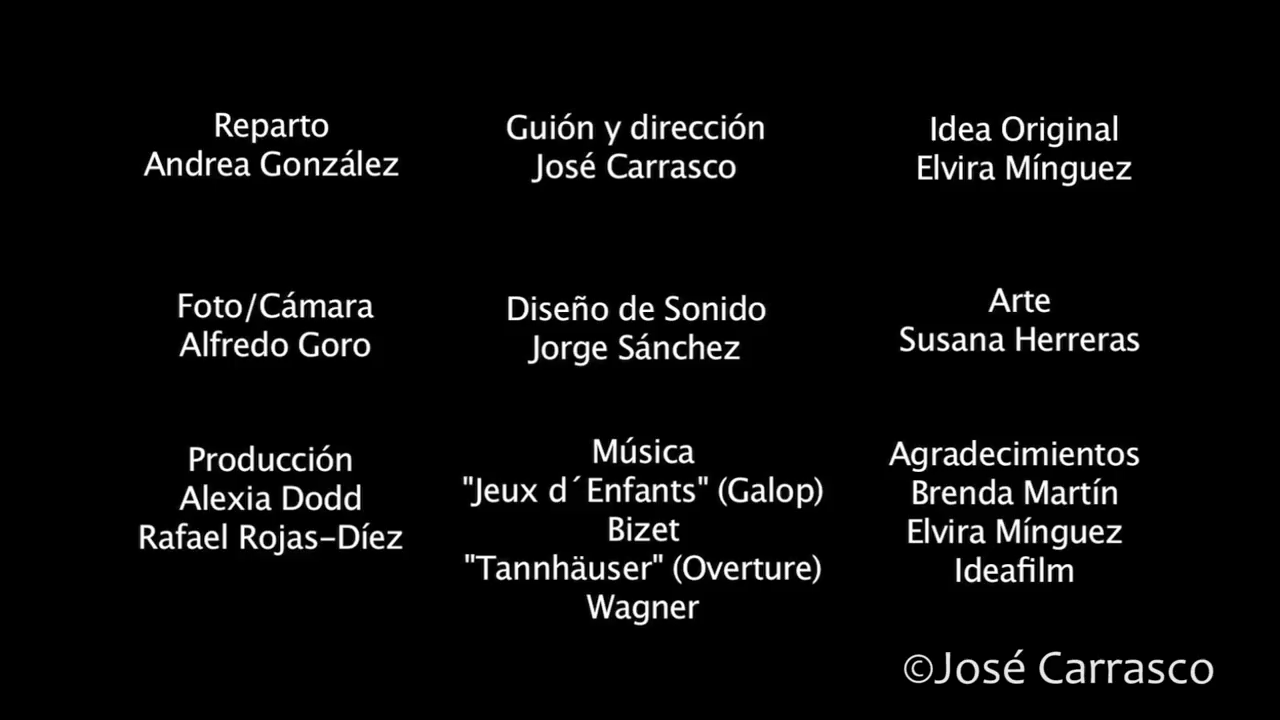 Reparto
Andrea González
Guión y dirección
José Carrasco
Idea Original
Elvira Mínguez
Foto/Cámara
Alfredo Goro
Diseño de Sonido
Jorge Sánchez
Arte
Susana Herreras
Producción
Alexia Dodd
Rafael Rojas-Díez
Música
"Jeux d´Enfants" (Galop)
Bizet
"Tannhäuser" (Overture)
Wagner
Agradecimientos
Brenda Martín
Elvira Mínguez
Ideafilm
©José Carrasco